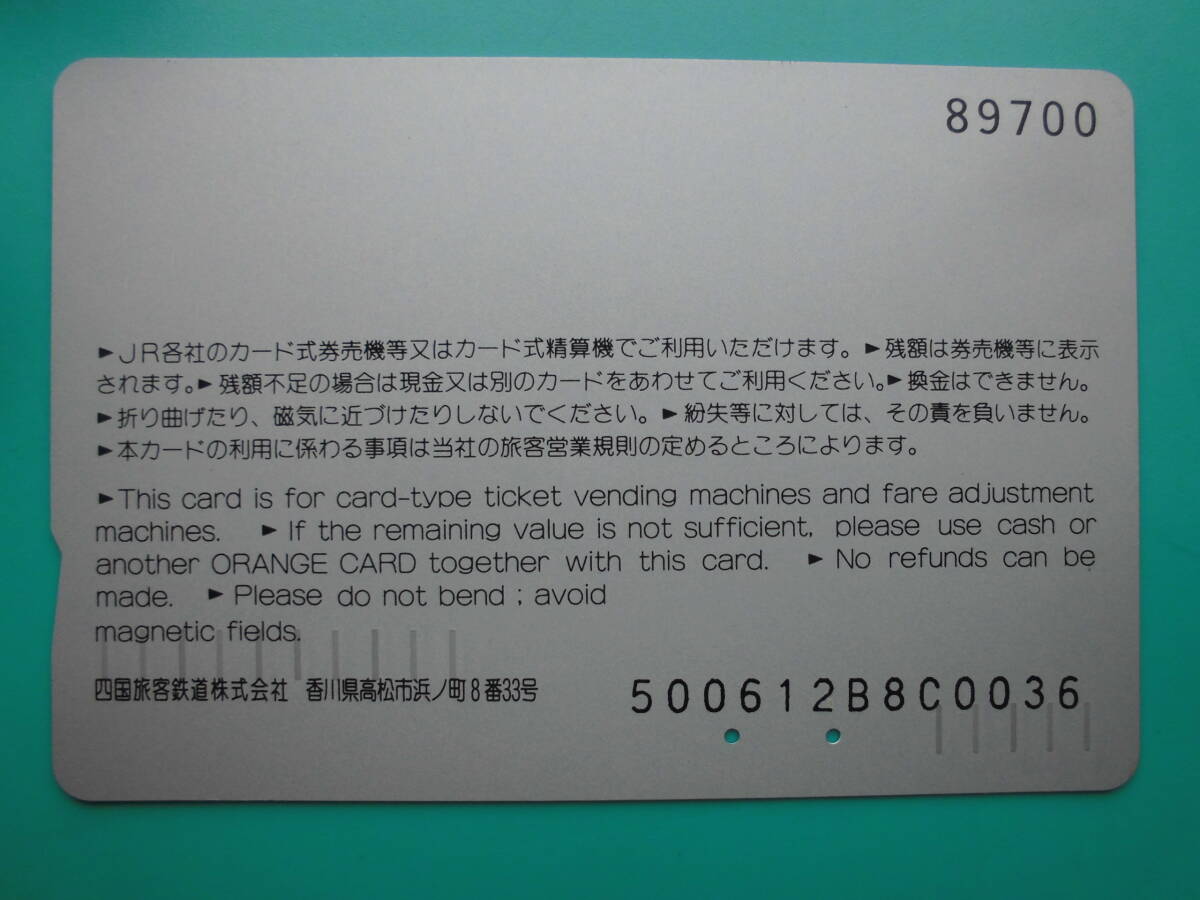 89700
►JR各社のカード式券売機等又はカード式精算機でご利用いただけます。►残額は券売機等に表示
されます。►残額不足の場合は現金又は別のカードをあわせてご利用ください。►換金はできません。
►折り曲げたり、磁気に近づけたりしないでください。►紛失等に対しては、その責を負いません。
►本カードの利用に係わる事項は当社の旅客営業規則の定めるところによります。
►This card is for card-type ticket vending machines and fare adjustment
machines. ►If the remaining value is not sufficient, please use cash or
another ORANGE CARD together with this card. ►No refunds can be
made. ►Please do not bend ; avoid
magnetic fields.
四国旅客鉄道株式会社 香川県高松市浜ノ町8番33号
500612B8C0036